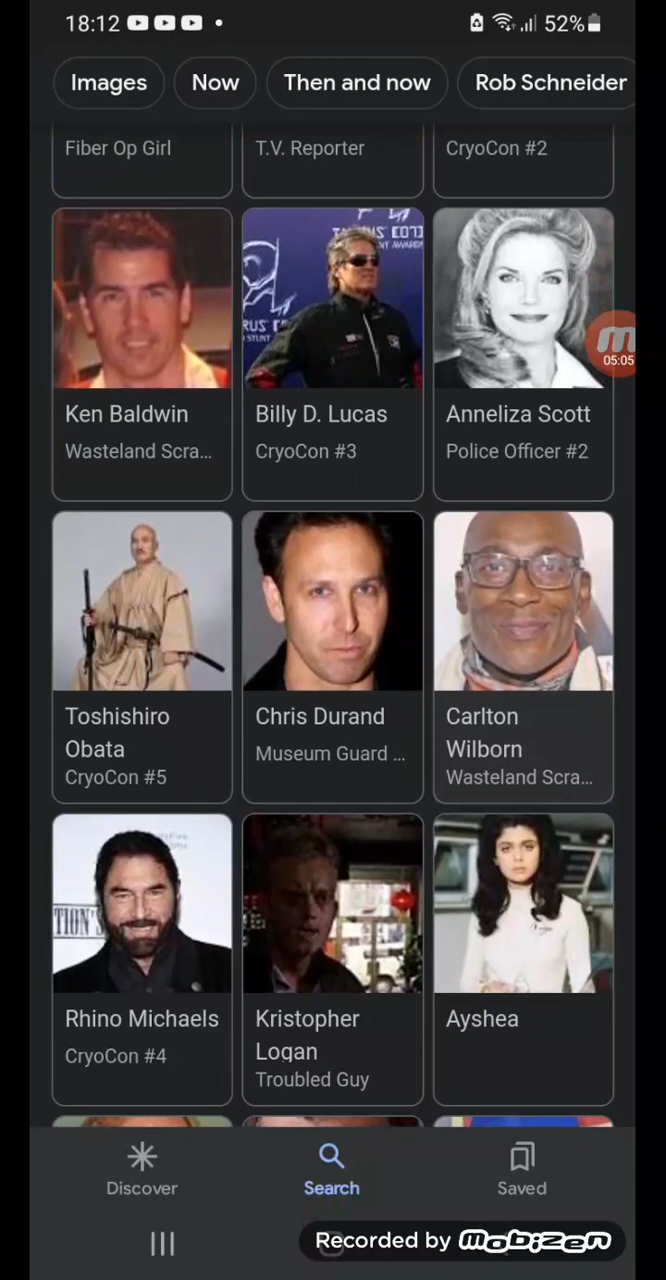 18:12
52%
Images
Now
Then and now
Rob Schneider
Fiber Op Girl
T.V. Reporter
CryoCon #2
Ken Baldwin
Wasteland Scra...
Billy D. Lucas
CryoCon #3
Anneliza Scott
Police Officer #2
05:05
Toshishiro
Obata
CryoCon #5
Chris Durand
Museum Guard ...
Carlton
Wilborn
Wasteland Scra...
TION'S
Rhino Michaels
CryoCon #4
Kristopher
Logan
Troubled Guy
Ayshea
Discover
Search
Saved
Recorded by mobizen